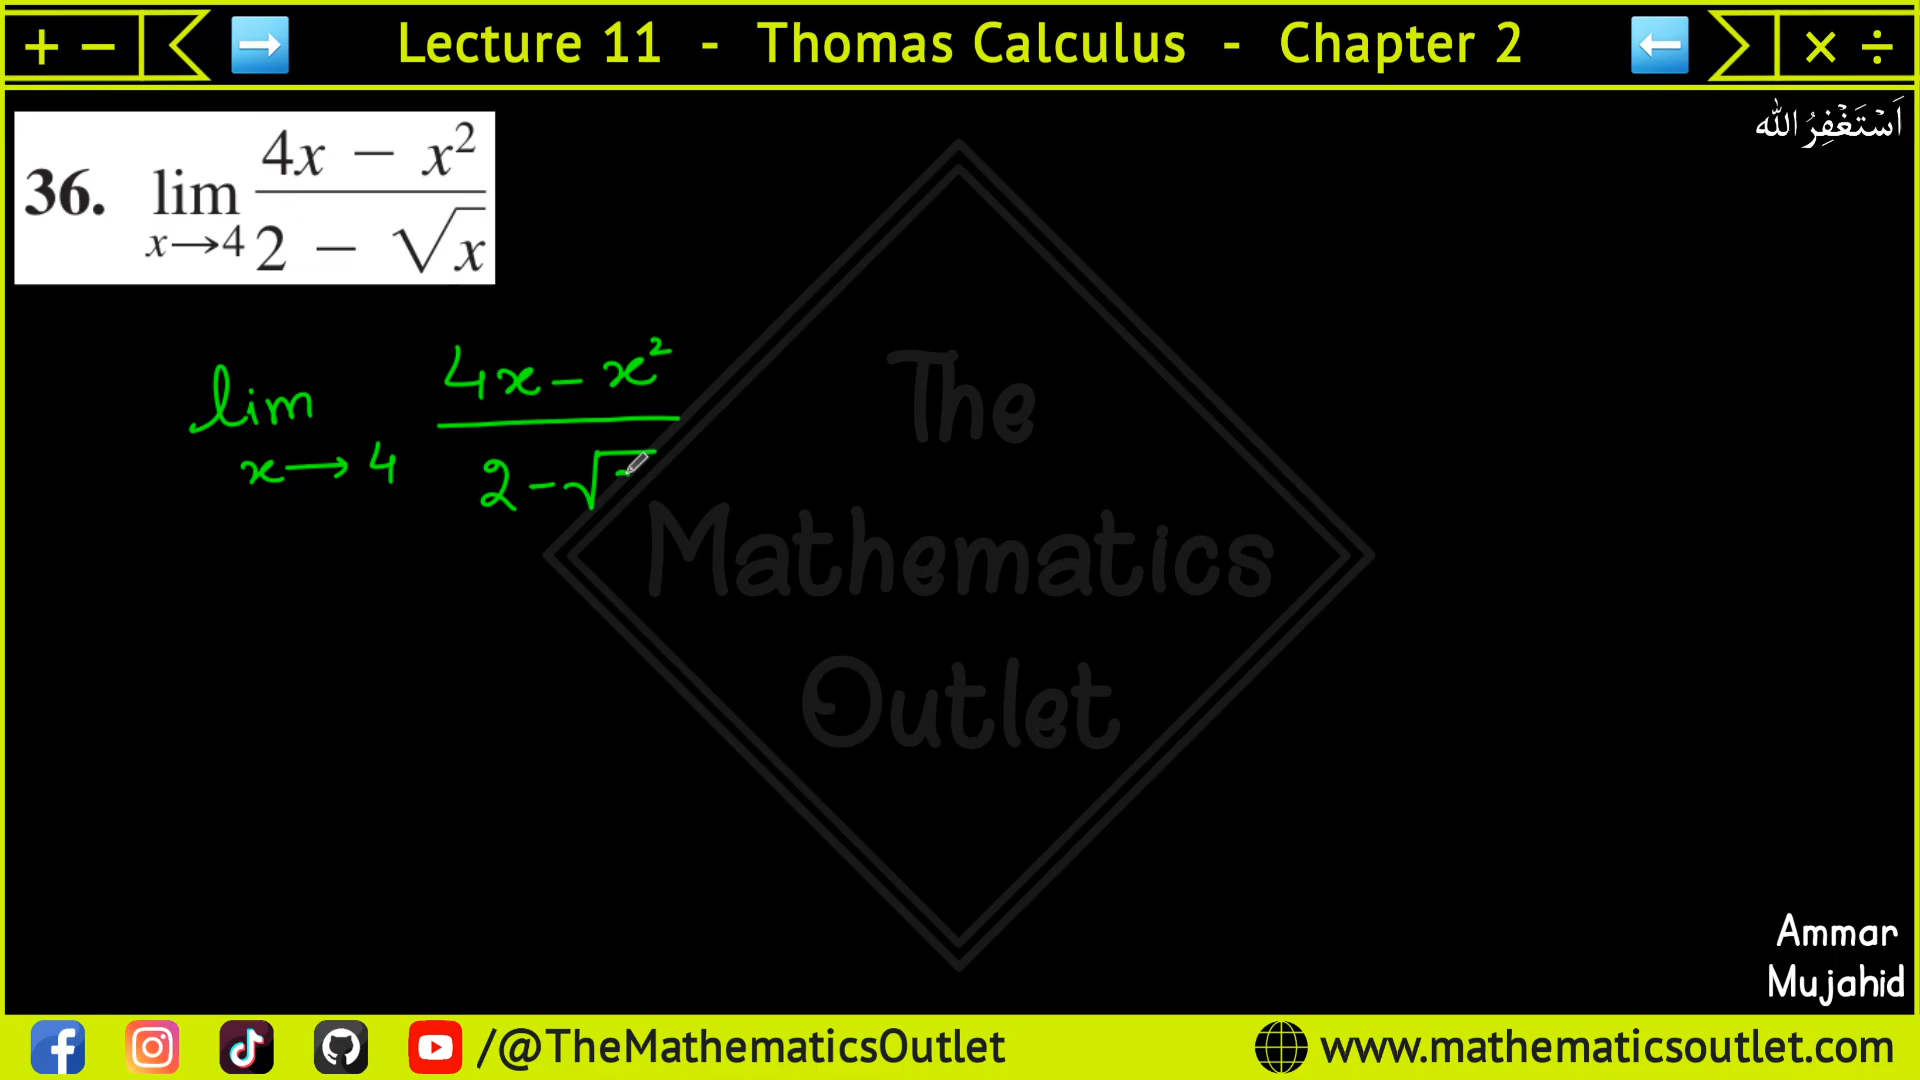 + − ➡ Lecture 11 - Thomas Calculus - Chapter 2 ⬅ × ÷
اَسْتَغْفِرُ اللّٰه
36. lim x→4 (4x − x²)/(2 − √x)
lim x→4 (4x − x²)/(2 − √
The
Mathematics
Outlet
Ammar
Mujahid
/@TheMathematicsOutlet www.mathematicsoutlet.com